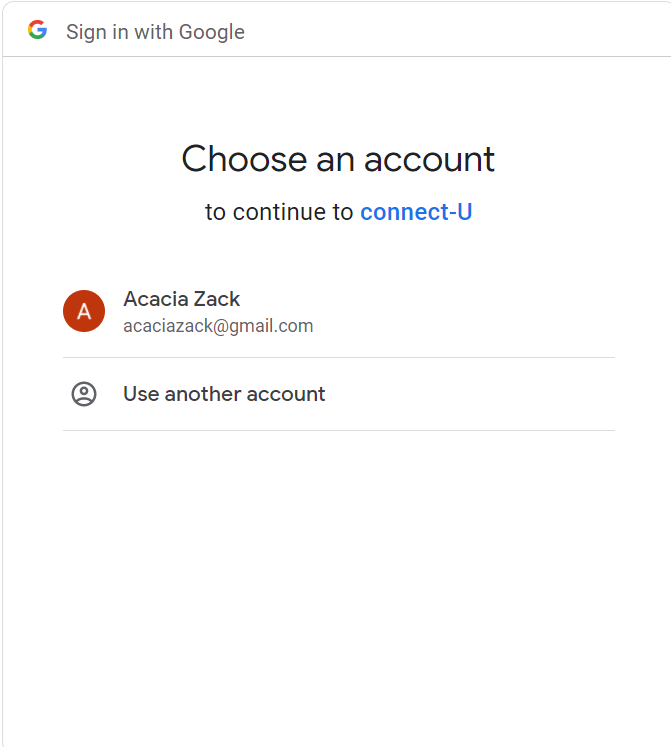 Sign in with Google
Choose an account
to continue to connect-U
A
Acacia Zack
acaciazack@gmail.com
Use another account